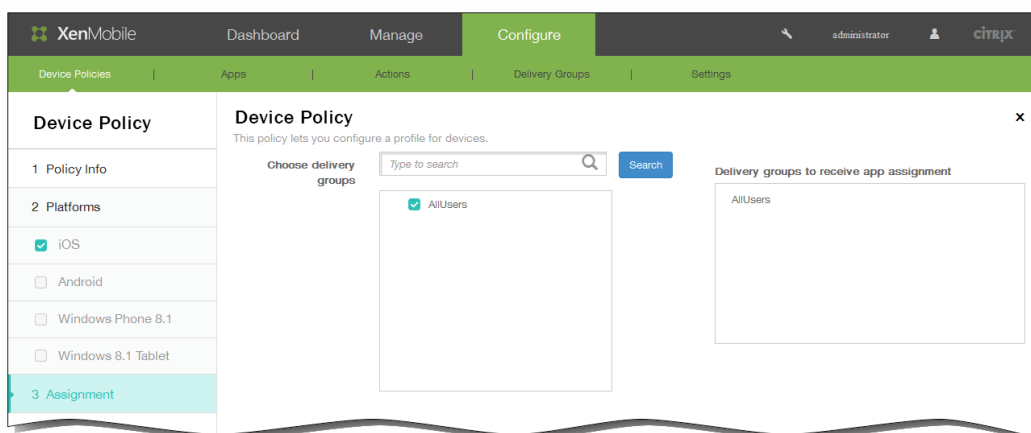 XenMobile Dashboard Manage Configure administrator CİTRIX
Device Policies | Apps | Actions | Delivery Groups | Settings
Device Policy
1 Policy Info
2 Platforms
iOS
Android
Windows Phone 8.1
Windows 8.1 Tablet
3 Assignment
Device Policy x
This policy lets you configure a profile for devices.
Choose delivery
groups
Type to search Search
AllUsers
Delivery groups to receive app assignment
AllUsers